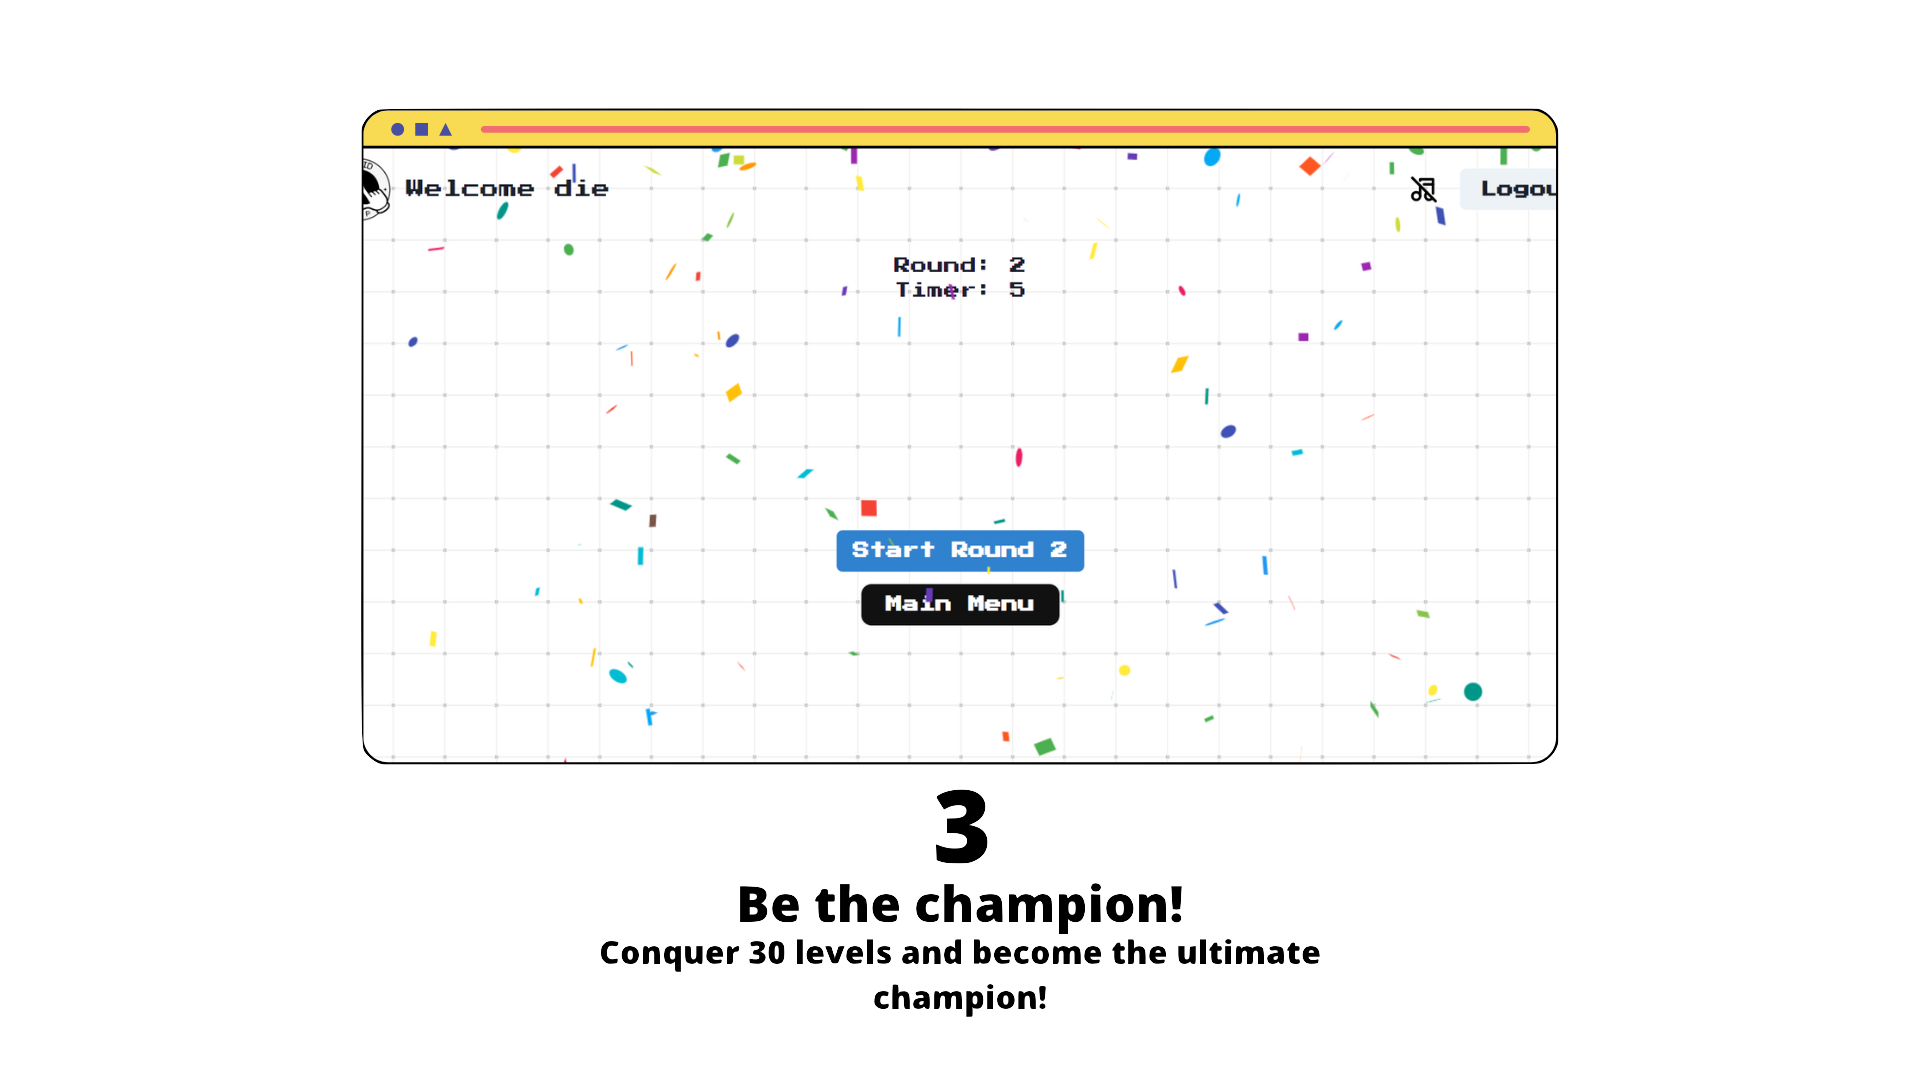 Welcome die
Logou
Round: 2
Timer: 5
Start Round 2
Main Menu
3
Be the champion!
Conquer 30 levels and become the ultimate
champion!